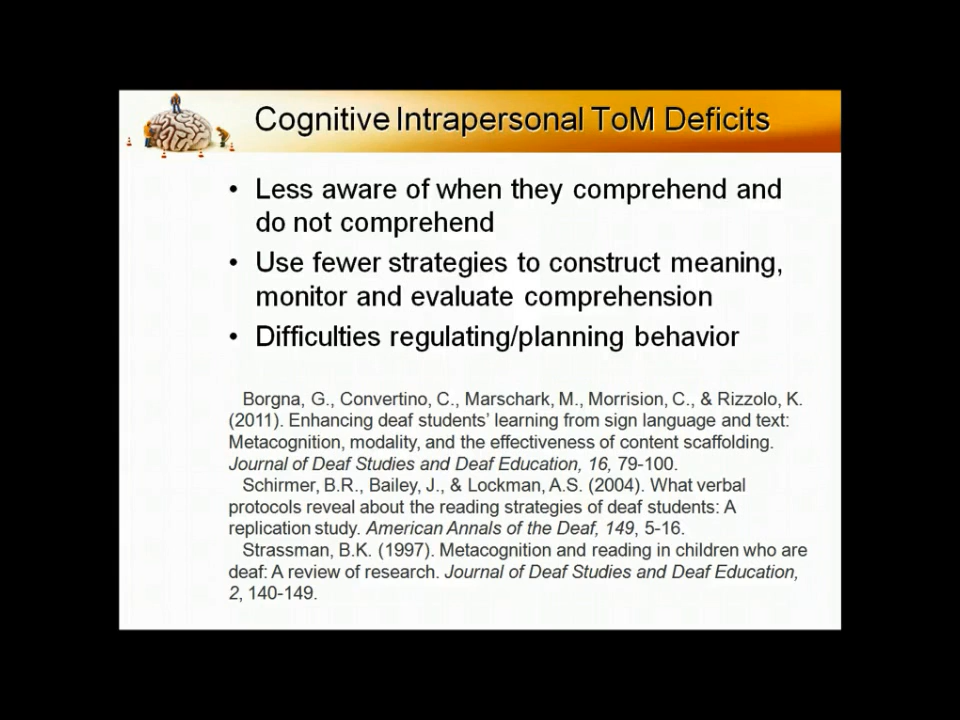 Cognitive Intrapersonal ToM Deficits
• Less aware of when they comprehend and
do not comprehend
• Use fewer strategies to construct meaning,
monitor and evaluate comprehension
• Difficulties regulating/planning behavior
Borgna, G., Convertino, C., Marschark, M., Morrision, C., & Rizzolo, K.
(2011). Enhancing deaf students’ learning from sign language and text:
Metacognition, modality, and the effectiveness of content scaffolding.
Journal of Deaf Studies and Deaf Education, 16, 79-100.
Schirmer, B.R., Bailey, J., & Lockman, A.S. (2004). What verbal
protocols reveal about the reading strategies of deaf students: A
replication study. American Annals of the Deaf, 149, 5-16.
Strassman, B.K. (1997). Metacognition and reading in children who are
deaf: A review of research. Journal of Deaf Studies and Deaf Education,
2, 140-149.